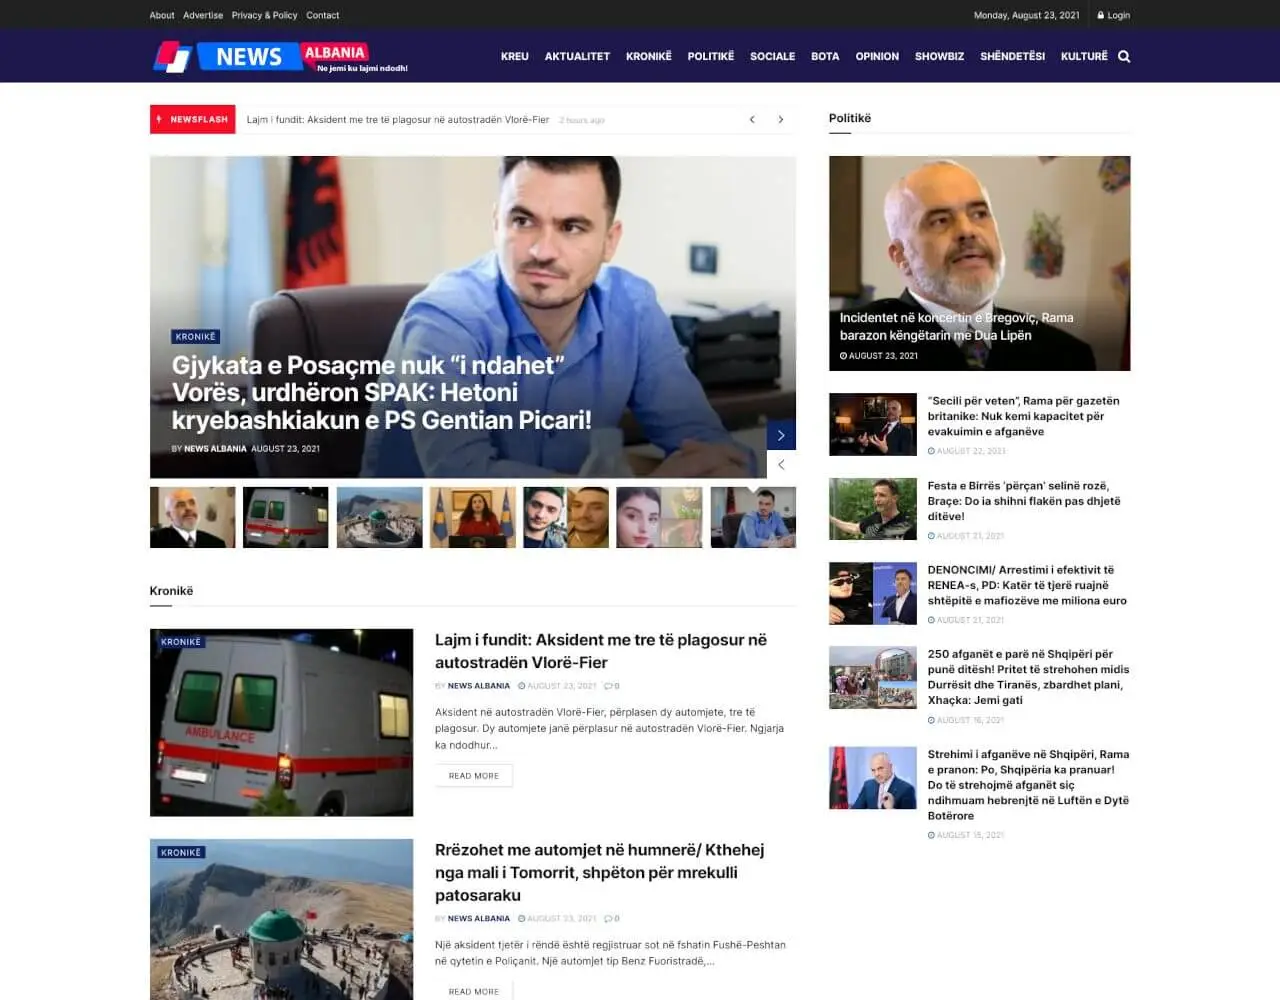 About Advertise Privacy & Policy Contact
Monday, August 23, 2021 Login
NEWS ALBANIA
Ne jemi ku lajmi ndodh!
KREU AKTUALITET KRONIKË POLITIKË SOCIALE BOTA OPINION SHOWBIZ SHËNDETËSI KULTURË
NEWSFLASH Lajm i fundit: Aksident me tre të plagosur në autostradën Vlorë-Fier 2 hours ago
KRONIKË
Gjykata e Posaçme nuk “i ndahet”
Vorës, urdhëron SPAK: Hetoni
kryebashkiakun e PS Gentian Picari!
BY NEWS ALBANIA AUGUST 23, 2021
Kronikë
KRONIKË
AMBULANCE
Lajm i fundit: Aksident me tre të plagosur në
autostradën Vlorë-Fier
BY NEWS ALBANIA AUGUST 23, 2021 0
Aksident në autostradën Vlorë-Fier, përplasen dy automjete, tre të
plagosur. Dy automjete janë përplasur në autostradën Vlorë-Fier. Ngjarja
ka ndodhur...
READ MORE
KRONIKË
Rrëzohet me automjet në humnerë/ Kthehej
nga mali i Tomorrit, shpëton për mrekulli
patosaraku
BY NEWS ALBANIA AUGUST 23, 2021 0
Një aksident tjetër i rëndë është regjistruar sot në fshatin Fushë-Peshtan
në qytetin e Poliçanit. Një automjet tip Benz Fuoristradë,...
READ MORE
Politikë
Incidentet në koncertin e Bregoviç, Rama
barazon këngëtarin me Dua Lipën
AUGUST 23, 2021
“Secili për veten”, Rama për gazetën
britanike: Nuk kemi kapacitet për
evakuimin e afganëve
AUGUST 22, 2021
Festa e Birrës ‘përçan’ selinë rozë,
Braçe: Do ia shihni flakën pas dhjetë
ditëve!
AUGUST 21, 2021
DENONCIMI/ Arrestimi i efektivit të
RENEA-s, PD: Katër të tjerë ruajnë
shtëpitë e mafiozëve me miliona euro
AUGUST 21, 2021
250 afganët e parë në Shqipëri për
punë ditësh! Pritet të strehohen midis
Durrësit dhe Tiranës, zbardhet plani,
Xhaçka: Jemi gati
AUGUST 16, 2021
Strehimi i afganëve në Shqipëri, Rama
e pranon: Po, Shqipëria ka pranuar!
Do të strehojmë afganët siç
ndihmuam hebrenjtë në Luftën e Dytë
Botërore
AUGUST 15, 2021